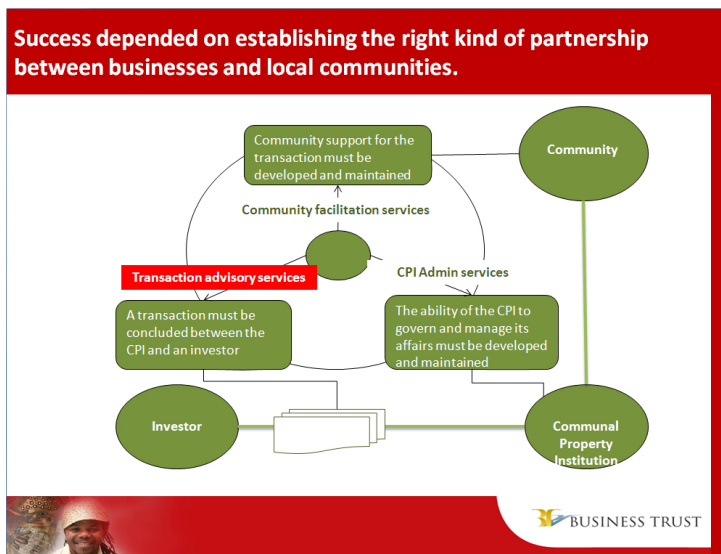 Success depended on establishing the right kind of partnership
between businesses and local communities.
Community support for the
transaction must be
developed and maintained
Community
Community facilitation services
Transaction advisory services
CPI Admin services
A transaction must be
concluded between the
CPI and an investor
The ability of the CPI to
govern and manage its
affairs must be developed
and maintained
Investor
Communal
Property
Institution
BUSINESS TRUST